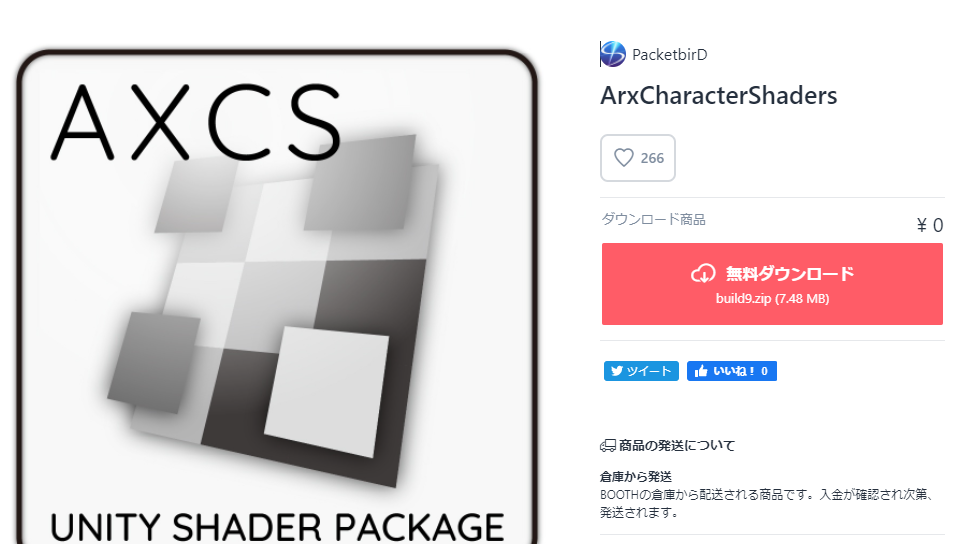 AXCS
UNITY SHADER PACKAGE
PacketbirD
ArxCharacterShaders
266
ダウンロード商品
¥ 0
無料ダウンロード
build9.zip (7.48 MB)
ツイート
いいね! 0
商品の発送について
倉庫から発送
BOOTHの倉庫から配送される商品です。入金が確認され次第、
発送されます。